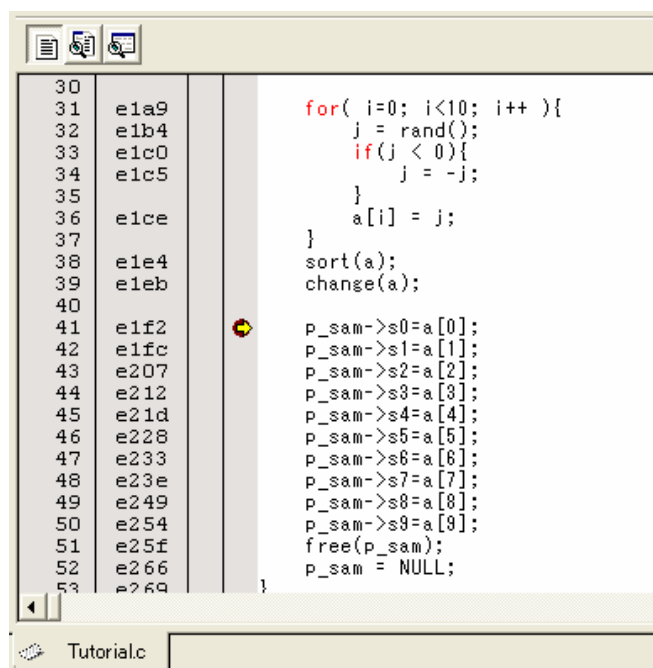 30
31 e1a9 for( i=0; i<10; i++ ){
32 e1b4 j = rand();
33 e1c0 if(j < 0){
34 e1c5 j = -j;
35 }
36 e1ce a[i] = j;
37 }
38 e1e4 sort(a);
39 e1eb change(a);
40
41 e1f2 p_sam->s0=a[0];
42 e1fc p_sam->s1=a[1];
43 e207 p_sam->s2=a[2];
44 e212 p_sam->s3=a[3];
45 e21d p_sam->s4=a[4];
46 e228 p_sam->s5=a[5];
47 e233 p_sam->s6=a[6];
48 e23e p_sam->s7=a[7];
49 e249 p_sam->s8=a[8];
50 e254 p_sam->s9=a[9];
51 e25f free(p_sam);
52 e266 p_sam = NULL;
53 e269 }
Tutorial.c